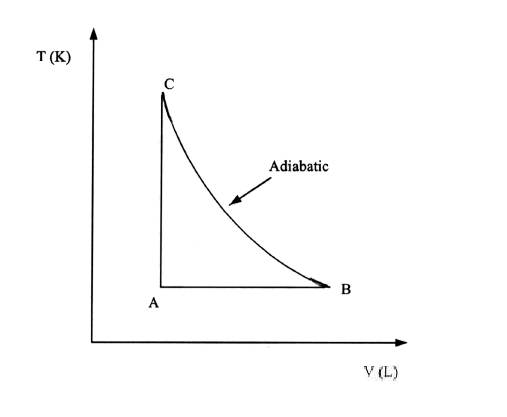 T (K)
C
Adiabatic
B
A
V (L)